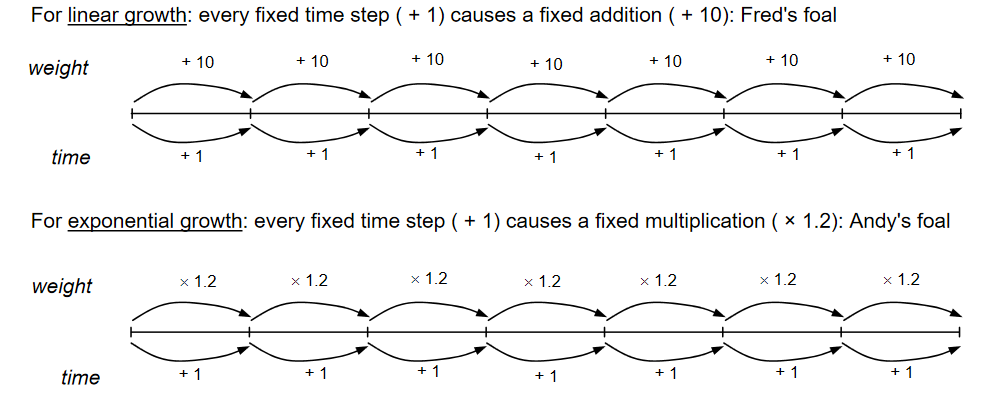 For linear growth: every fixed time step ( + 1) causes a fixed addition ( + 10): Fred's foal
+ 10 + 10 + 10 + 10 + 10 + 10 + 10
weight
time
+ 1 + 1 + 1 + 1 + 1 + 1 + 1
For exponential growth: every fixed time step ( + 1) causes a fixed multiplication ( × 1.2): Andy's foal
× 1.2 × 1.2 × 1.2 × 1.2 × 1.2 × 1.2 × 1.2
weight
time
+ 1 + 1 + 1 + 1 + 1 + 1 + 1